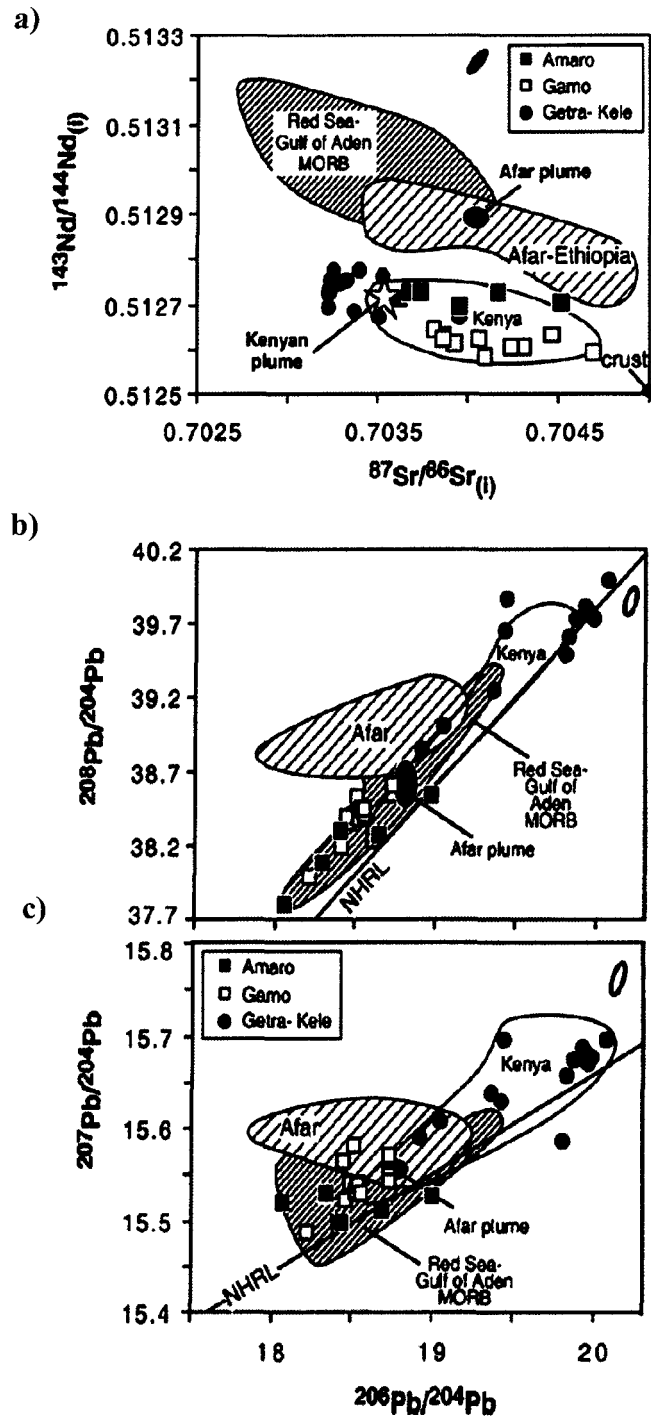 a)
0.5133
0.5131
0.5129
0.5127
0.5125
143Nd/144Nd(i)
Amaro
Gamo
Getra- Kele
Red Sea-
Gulf of Aden
MORB
Afar plume
Afar-Ethiopia
Kenya
Kenyan
plume
crust
0.7025
0.7035
0.7045
87Sr/86Sr(i)
b)
40.2
39.7
39.2
38.7
38.2
37.7
208Pb/204Pb
Kenya
Afar
Red Sea-
Gulf of
Aden
MORB
Afar plume
NHRL
c)
15.8
15.7
15.6
15.5
15.4
207Pb/204Pb
Amaro
Gamo
Getra- Kele
Kenya
Afar
Afar plume
Red Sea-
Gulf of Aden
MORB
NHRL
18
19
20
206Pb/204Pb